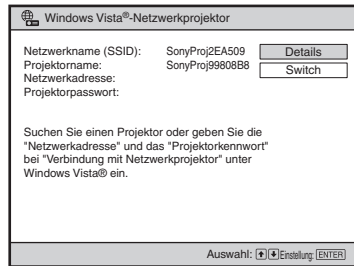 Windows Vista®-Netzwerkprojektor
Netzwerkname (SSID): SonyProj2EA509 Details
Projektorname: SonyProj99808B8 Switch
Netzwerkadresse:
Projektorpasswort:
Suchen Sie einen Projektor oder geben Sie die
"Netzwerkadresse" und das "Projektorkennwort"
bei "Verbindung mit Netzwerkprojektor" unter
Windows Vista® ein.
Auswahl: Einstellung: ENTER